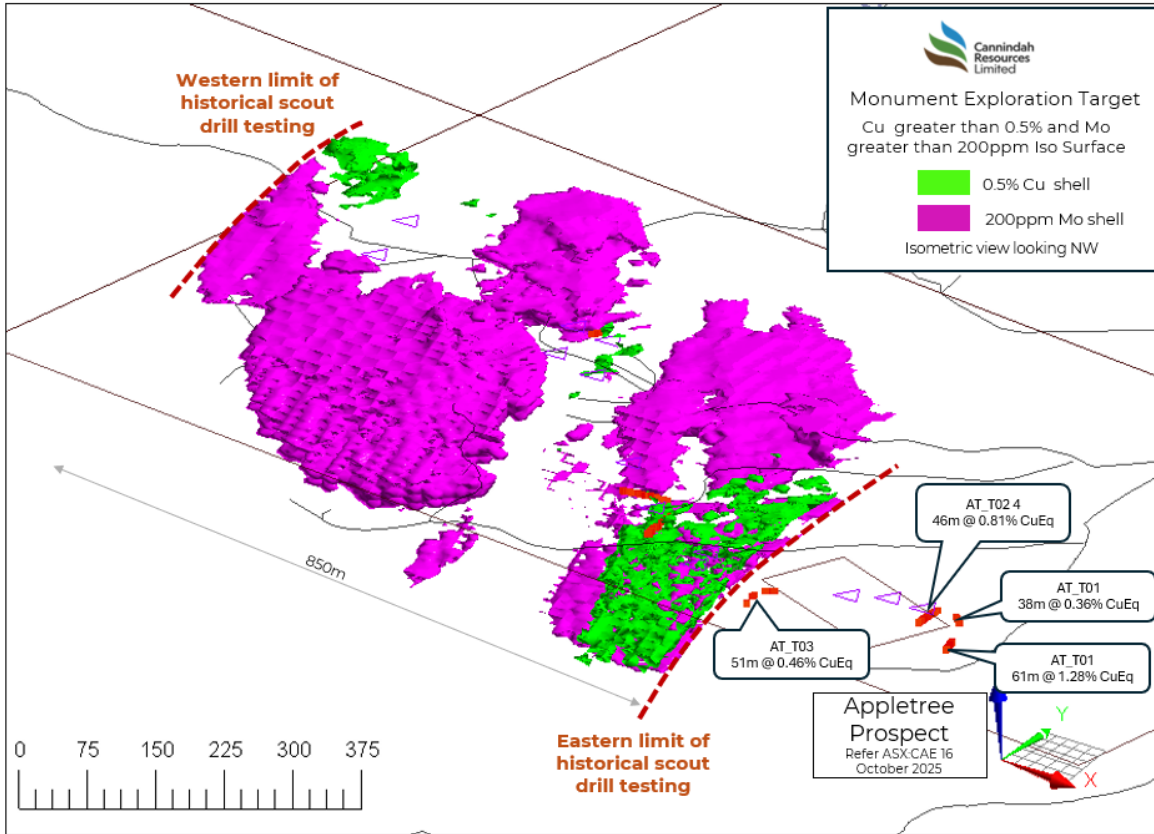 Cannindah
Resources
Limited
Monument Exploration Target
Cu greater than 0.5% and Mo
greater than 200ppm Iso Surface
0.5% Cu shell
200ppm Mo shell
Isometric view looking NW
Western limit of
historical scout
drill testing
850m
AT_T02 4
46m @ 0.81% CuEq
AT_T01
38m @ 0.36% CuEq
AT_T03
51m @ 0.46% CuEq
AT_T01
61m @ 1.28% CuEq
Appletree
Prospect
Refer ASX:CAE 16
October 2025
Y
X
Eastern limit of
historical scout
drill testing
0 75 150 225 300 375